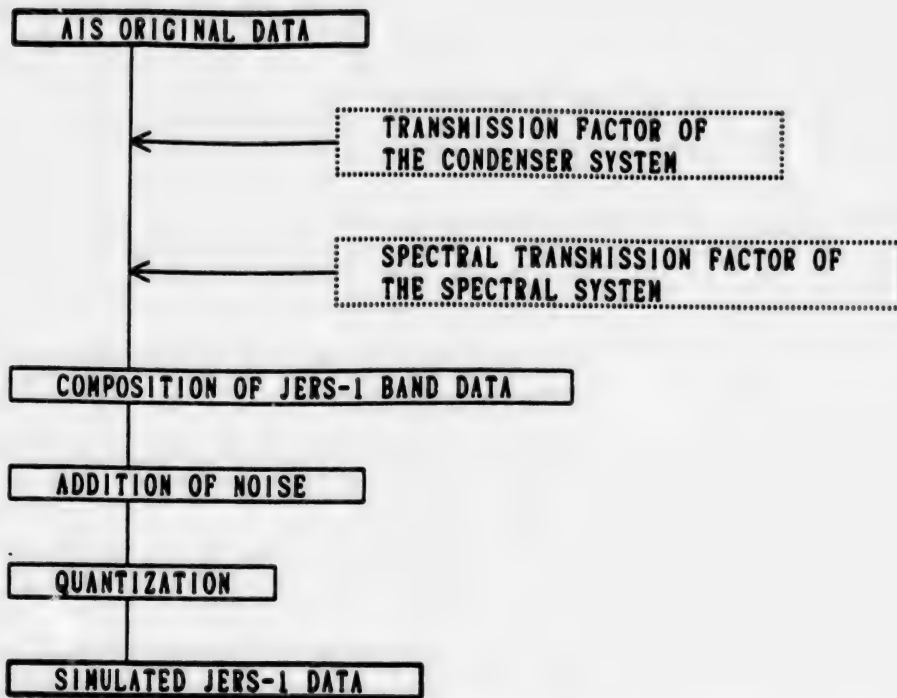 AIS ORIGINAL DATA
TRANSMISSION FACTOR OF
THE CONDENSER SYSTEM
SPECTRAL TRANSMISSION FACTOR OF
THE SPECTRAL SYSTEM
COMPOSITION OF JERS-1 BAND DATA
ADDITION OF NOISE
QUANTIZATION
SIMULATED JERS-1 DATA